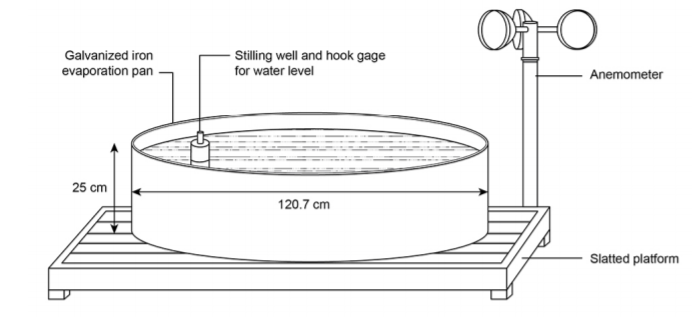 Galvanized iron
evaporation pan
Stilling well and hook gage
for water level
Anemometer
25 cm
120.7 cm
Slatted platform